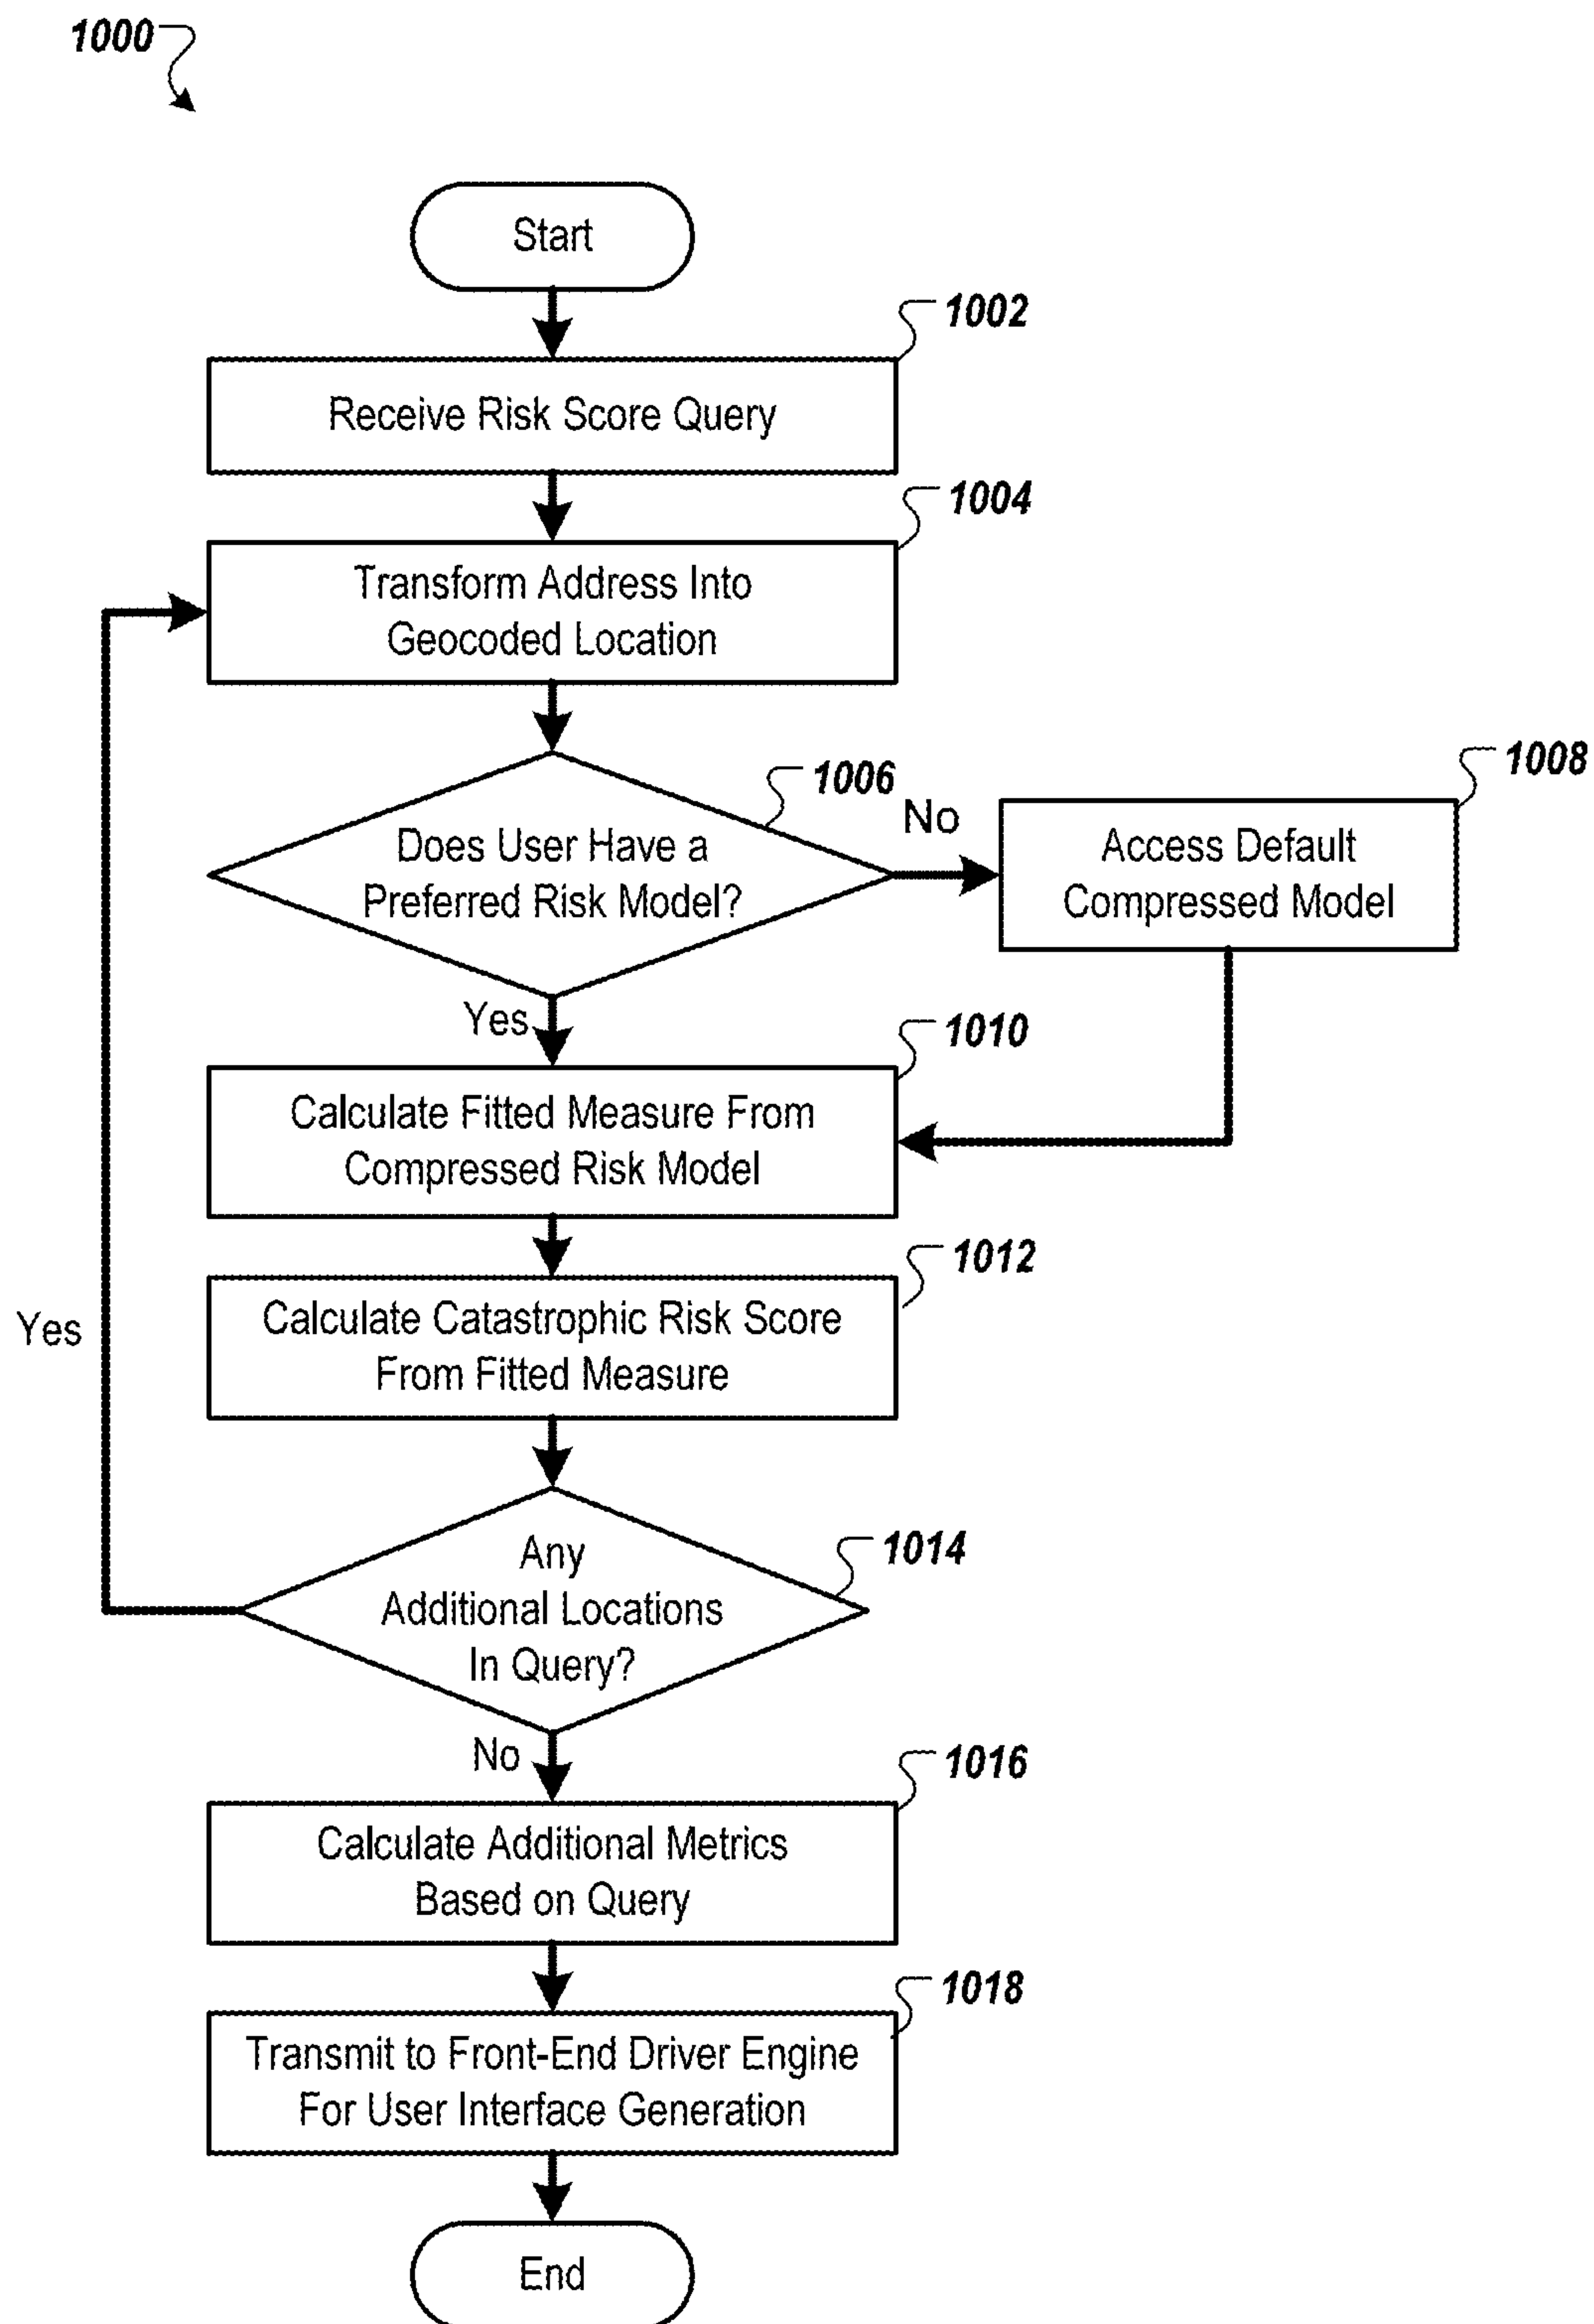 1000
Start
1002
Receive Risk Score Query
1004
Transform Address Into
Geocoded Location
1006
Does User Have a
Preferred Risk Model?
No
1008
Access Default
Compressed Model
Yes
1010
Calculate Fitted Measure From
Compressed Risk Model
1012
Calculate Catastrophic Risk Score
From Fitted Measure
Yes
1014
Any
Additional Locations
In Query?
No
1016
Calculate Additional Metrics
Based on Query
1018
Transmit to Front-End Driver Engine
For User Interface Generation
End